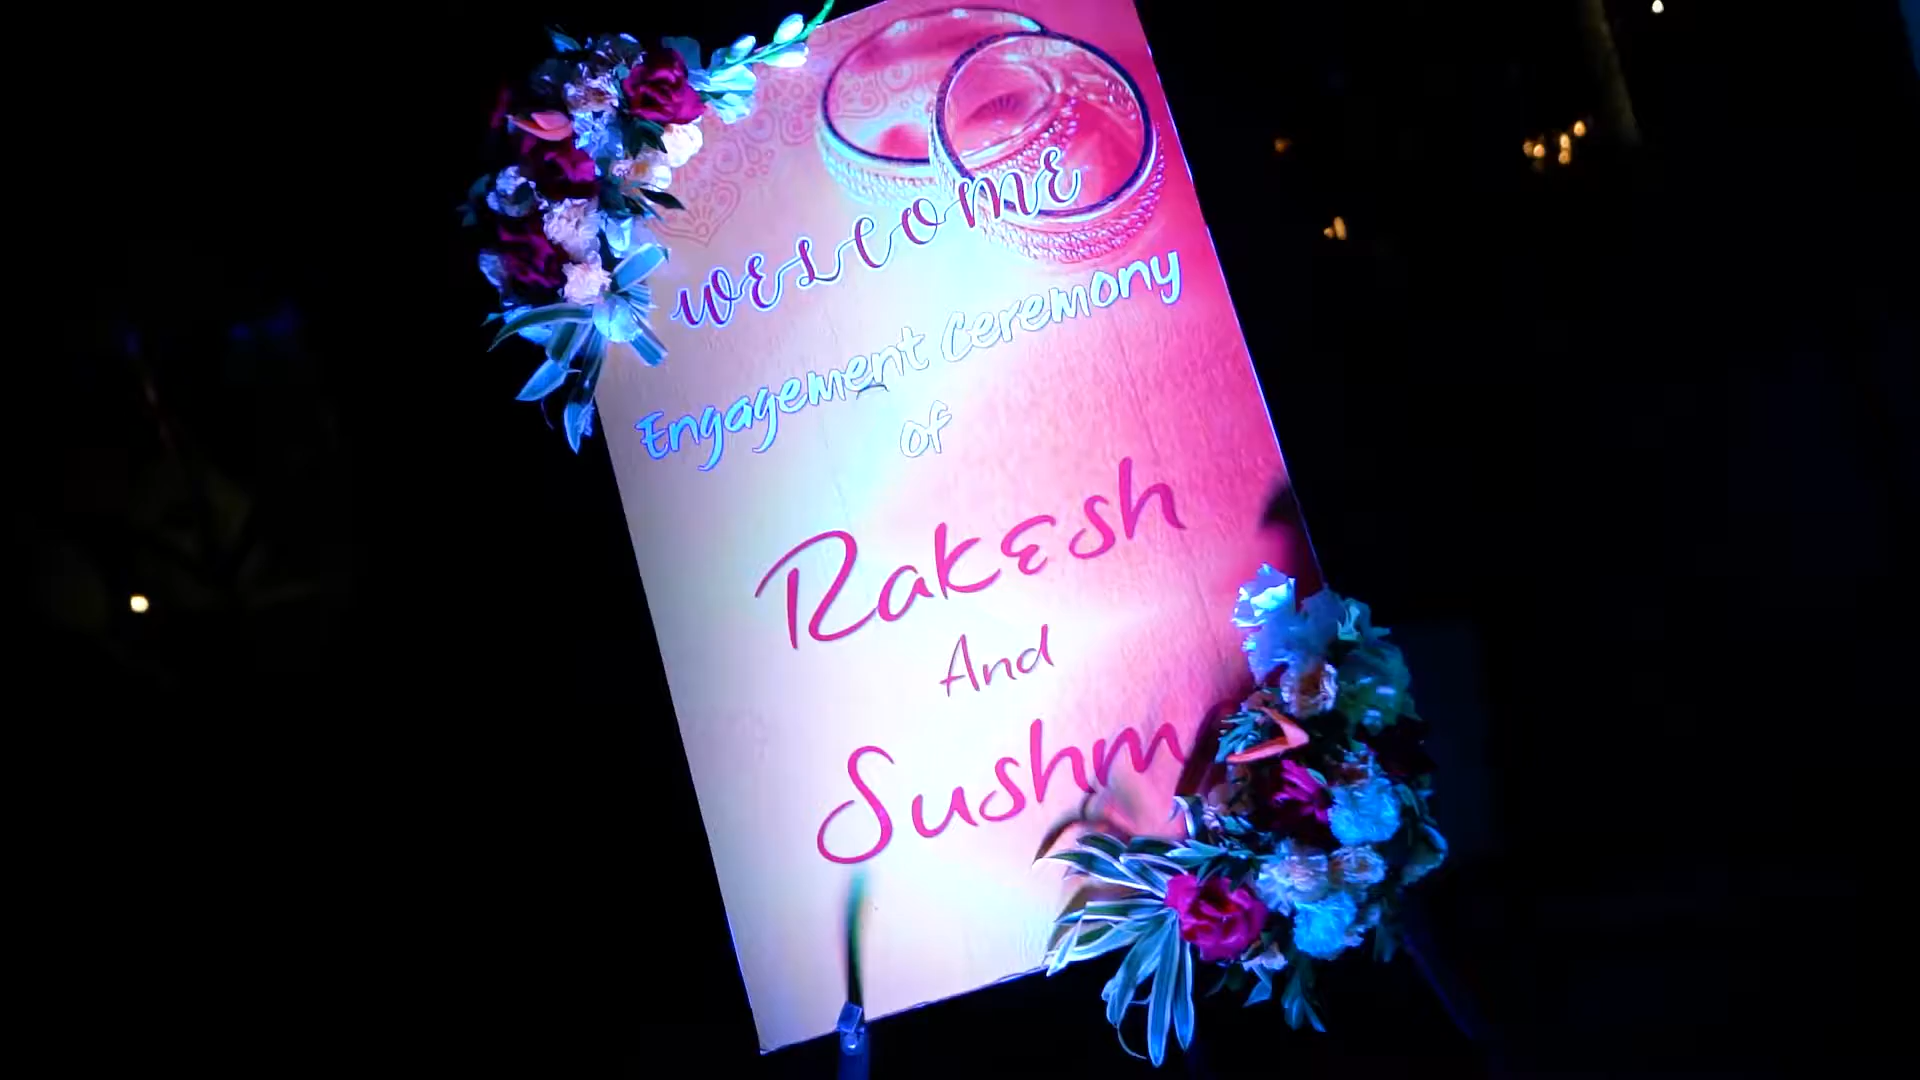 WELCOME
Engagement Ceremony
of
Rakesh
And
Sushm